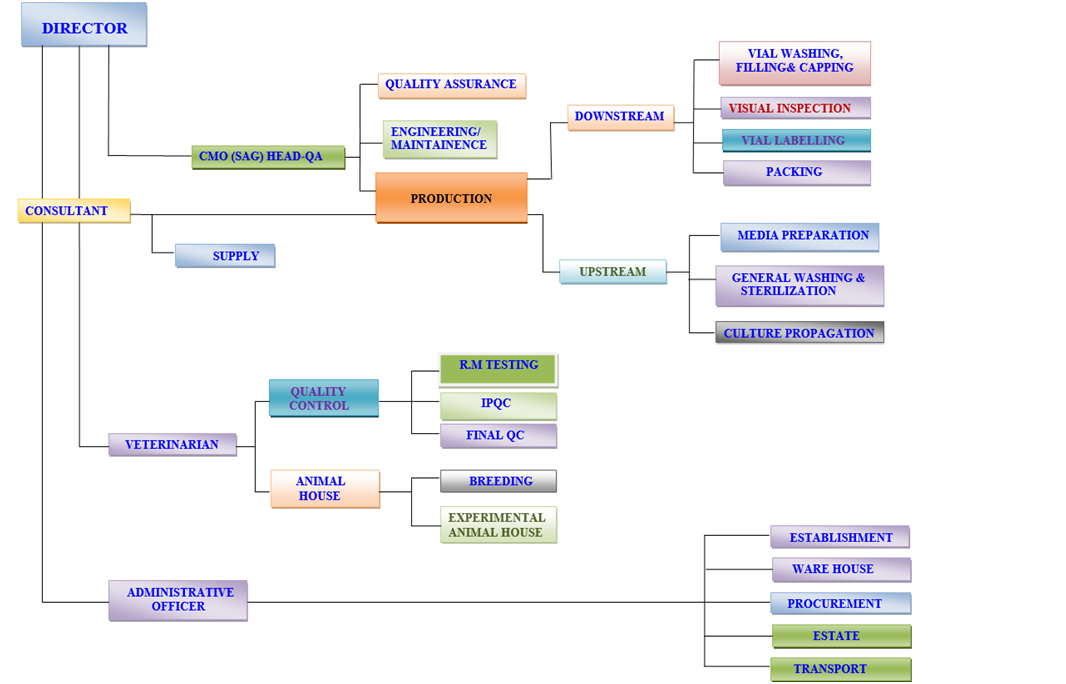 DIRECTOR
VIAL WASHING,
FILLING& CAPPING
QUALITY ASSURANCE
VISUAL INSPECTION
DOWNSTREAM
ENGINEERING/
MAINTAINENCE
VIAL LABELLING
CMO (SAG) HEAD-QA
PACKING
PRODUCTION
CONSULTANT
MEDIA PREPARATION
SUPPLY
UPSTREAM
GENERAL WASHING &
STERILIZATION
CULTURE PROPAGATION
R.M TESTING
QUALITY
CONTROL
IPQC
FINAL QC
VETERINARIAN
ANIMAL
HOUSE
BREEDING
EXPERIMENTAL
ANIMAL HOUSE
ESTABLISHMENT
WARE HOUSE
ADMINISTRATIVE
OFFICER
PROCUREMENT
ESTATE
TRANSPORT